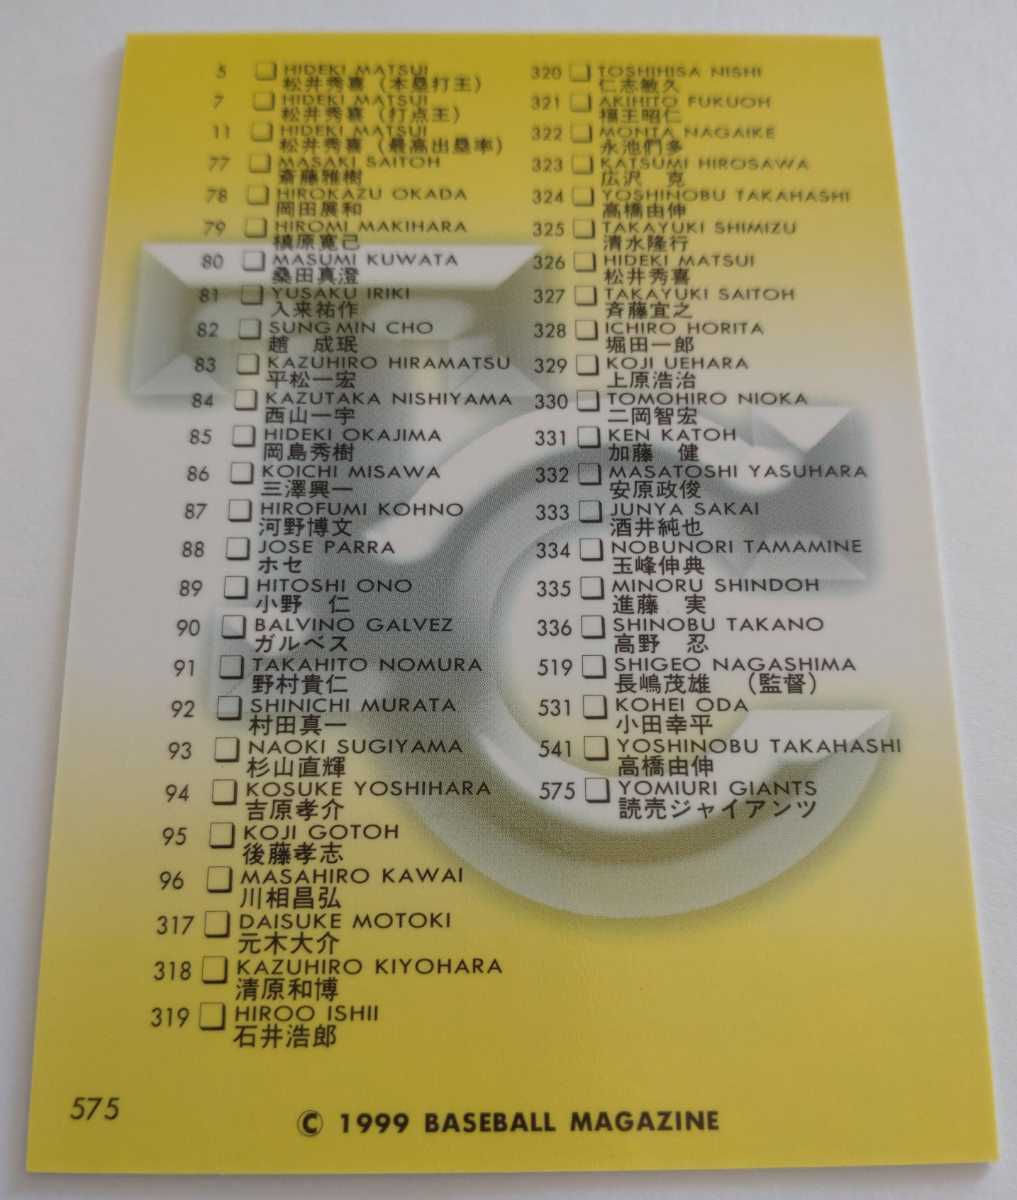 5 HIDEKI MATSUI
松井秀喜(本塁打王)
7 HIDEKI MATSUI
松井秀喜(打点王)
11 HIDEKI MATSUI
松井秀喜(最高出塁率)
77 MASAKI SAITOH
斎藤雅樹
78 HIROKAZU OKADA
岡田展和
79 HIROMI MAKIHARA
槙原寛己
80 MASUMI KUWATA
桑田真澄
81 YUSAKU IRIKI
入来祐作
82 SUNG MIN CHO
趙 成珉
83 KAZUHIRO HIRAMATSU
平松一宏
84 KAZUTAKA NISHIYAMA
西山一宇
85 HIDEKI OKAJIMA
岡島秀樹
86 KOICHI MISAWA
三澤興一
87 HIROFUMI KOHNO
河野博文
88 JOSE PARRA
ホセ
89 HITOSHI ONO
小野 仁
90 BALVINO GALVEZ
ガルベス
91 TAKAHITO NOMURA
野村貴仁
92 SHINICHI MURATA
村田真一
93 NAOKI SUGIYAMA
杉山直輝
94 KOSUKE YOSHIHARA
吉原孝介
95 KOJI GOTOH
後藤孝志
96 MASAHIRO KAWAI
川相昌弘
317 DAISUKE MOTOKI
元木大介
318 KAZUHIRO KIYOHARA
清原和博
319 HIROO ISHII
石井浩郎
320 TOSHIHISA NISHI
仁志敏久
321 AKIHITO FUKUOH
福王昭仁
322 MONTA NAGAIKE
永池們多
323 KATSUMI HIROSAWA
広沢 克
324 YOSHINOBU TAKAHASHI
高橋由伸
325 TAKAYUKI SHIMIZU
清水隆行
326 HIDEKI MATSUI
松井秀喜
327 TAKAYUKI SAITOH
斉藤宜之
328 ICHIRO HORITA
堀田一郎
329 KOJI UEHARA
上原浩治
330 TOMOHIRO NIOKA
二岡智宏
331 KEN KATOH
加藤 健
332 MASATOSHI YASUHARA
安原政俊
333 JUNYA SAKAI
酒井純也
334 NOBUNORI TAMAMINE
玉峰伸典
335 MINORU SHINDOH
進藤 実
336 SHINOBU TAKANO
高野 忍
519 SHIGEO NAGASHIMA
長嶋茂雄 (監督)
531 KOHEI ODA
小田幸平
541 YOSHINOBU TAKAHASHI
高橋由伸
575 YOMIURI GIANTS
読売ジャイアンツ
575
© 1999 BASEBALL MAGAZINE